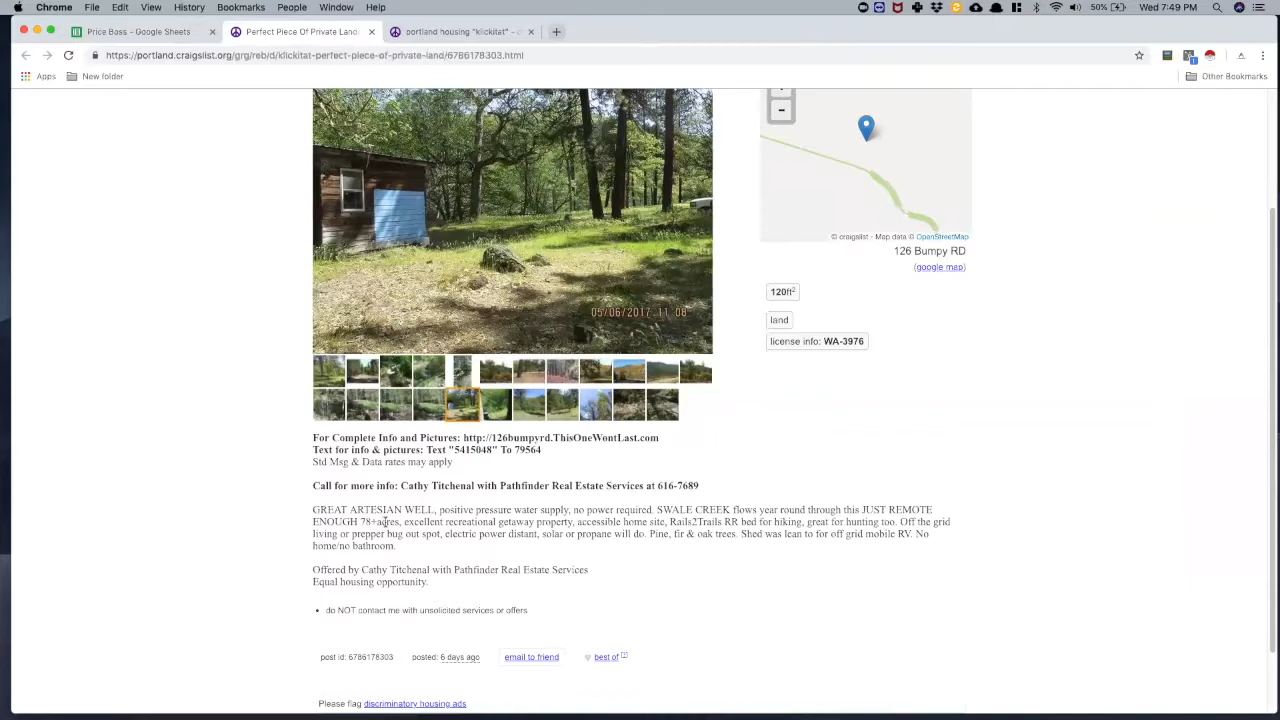 Chrome File Edit View History Bookmarks People Window Help 50% Wed 7:49 PM
Price Boss - Google Sheets × Perfect Piece Of Private Land × portland housing "klickitat" - c ×
https://portland.craigslist.org/grg/reb/d/klickitat-perfect-piece-of-private-land/6786178303.html
Apps New folder Other Bookmarks
05/06/2017 11 08
© craigslist - Map data © OpenStreetMap
126 Bumpy RD
(google map)
120ft2
land
license info: WA-3976
For Complete Info and Pictures: http://126bumpyrd.ThisOneWontLast.com
Text for info & pictures: Text "5415048" To 79564
Std Msg & Data rates may apply
Call for more info: Cathy Titchenal with Pathfinder Real Estate Services at 616-7689
GREAT ARTESIAN WELL, positive pressure water supply, no power required. SWALE CREEK flows year round through this JUST REMOTE
ENOUGH 78+acres, excellent recreational getaway property, accessible home site, Rails2Trails RR bed for hiking, great for hunting too. Off the grid
living or prepper bug out spot, electric power distant, solar or propane will do. Pine, fir & oak trees. Shed was lean to for off grid mobile RV. No
home/no bathroom.
Offered by Cathy Titchenal with Pathfinder Real Estate Services
Equal housing opportunity.
• do NOT contact me with unsolicited services or offers
post id: 6786178303 posted: 6 days ago email to friend best of [?]
Please flag discriminatory housing ads